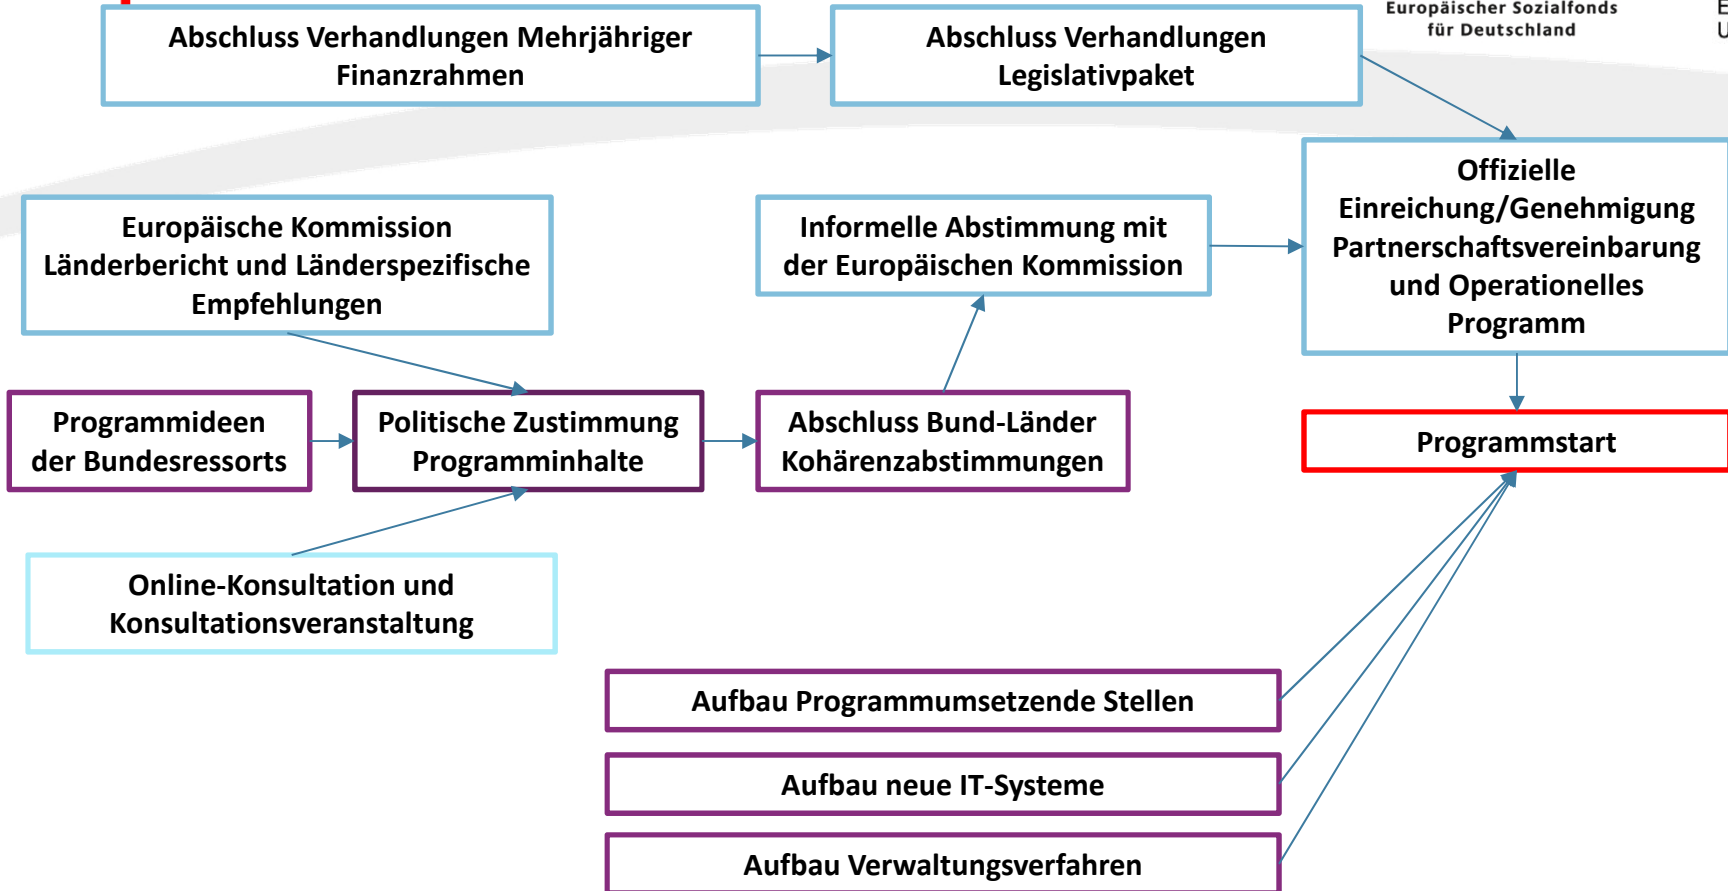 Europäischer Sozialfonds
für Deutschland
Abschluss Verhandlungen Mehrjähriger
Finanzrahmen
Abschluss Verhandlungen
Legislativpaket
Offizielle
Einreichung/Genehmigung
Partnerschaftsvereinbarung
und Operationelles
Programm
Europäische Kommission
Länderbericht und Länderspezifische
Empfehlungen
Informelle Abstimmung mit
der Europäischen Kommission
Programmideen
der Bundesressorts
Politische Zustimmung
Programminhalte
Abschluss Bund-Länder
Kohärenzabstimmungen
Programmstart
Online-Konsultation und
Konsultationsveranstaltung
Aufbau Programmumsetzende Stellen
Aufbau neue IT-Systeme
Aufbau Verwaltungsverfahren